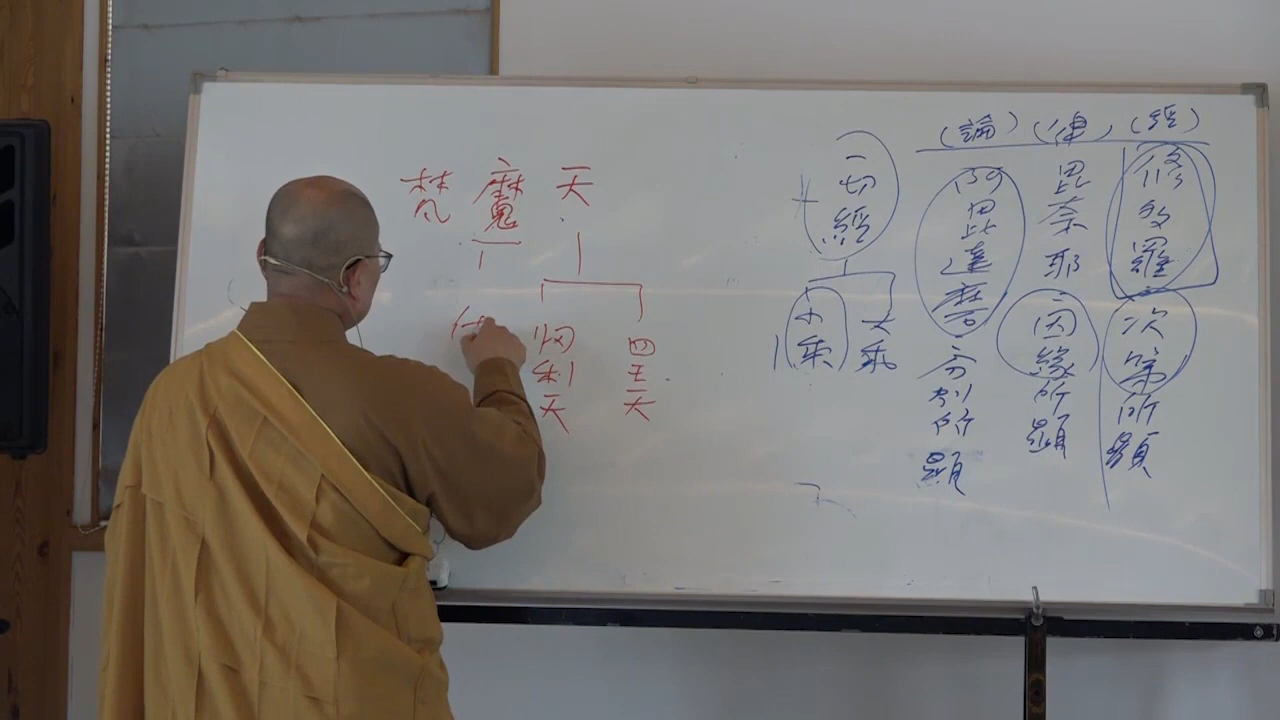 (經)
修多羅 次第所顯
(律)
毘奈耶 因緣所顯
(論)
阿毘達磨 分別所顯
一切經
大乘
小乘
天
四王天
忉利天
魔
梵